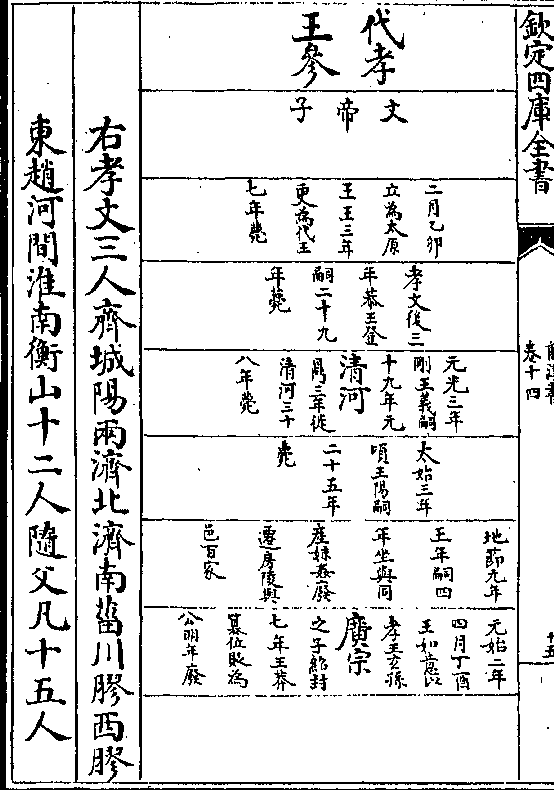 欽定四庫全書
卷十四
代孝
王參
文
帝
子
二月乙卯
立為太原
王王三年
更為代王
七年薨
孝文後三
年恭王登
嗣二十九
年薨
元光三年
剛王義嗣
十九年元
清河
鼎三年徙
清河三十
八年薨
太始三年
頃王陽嗣
二十五年
薨
地節元年
王年嗣四
年坐與同
產妹姦廢
遷房陵與
邑百家
元始二年
四月丁酉
王如意以
孝王玄孫
廣宗
之子紹封
七年王莽
簒位貶為
公明年廢
右孝文三人齊城陽兩濟北濟南菑川膠西膠
東趙河間淮南衡山十二人隨父凡十五人